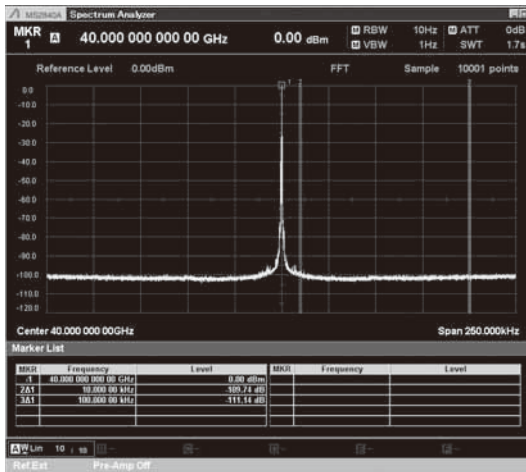 MS2840A Spectrum Analyzer
MKR 1 A 40.000 000 000 00 GHz 0.00 dBm
M RBW 10Hz M ATT 0dB
M VBW 1Hz SWT 1.7s
Reference Level 0.00dBm FFT Sample 10001 points
1 2 3
0.0
-10.0
-20.0
-30.0
-40.0
-50.0
-60.0
-70.0
-80.0
-90.0
-100.0
-110.0
-120.0
Center 40.000 000 00GHz Span 250.000kHz
Marker List
MKR Frequency Level MKR Frequency Level
1 40.000 000 000 00 GHz 0.00 dBm
2Δ1 10.000 00 kHz -109.74 dB
3Δ1 100.000 00 kHz -111.14 dB
A W Lin 10 / 10
Ref.Ext Pre-Amp Off